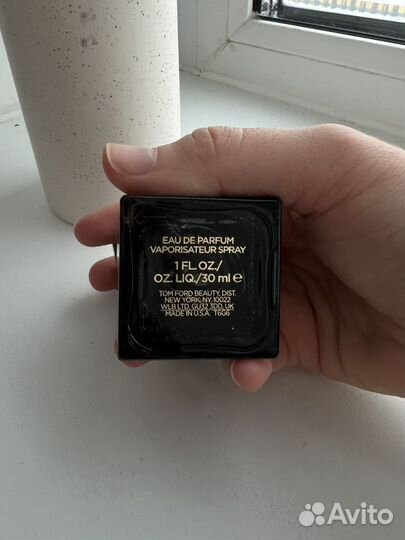 EAU DE PARFUM
VAPORISATEUR SPRAY
1 FL. OZ./
OZ. LIQ./30 ml ℮
TOM FORD BEAUTY, DIST.
NEW YORK, NY. 10022
WLB LTD. GU32 3DD, UK
MADE IN U.S.A. T6G6
Avito